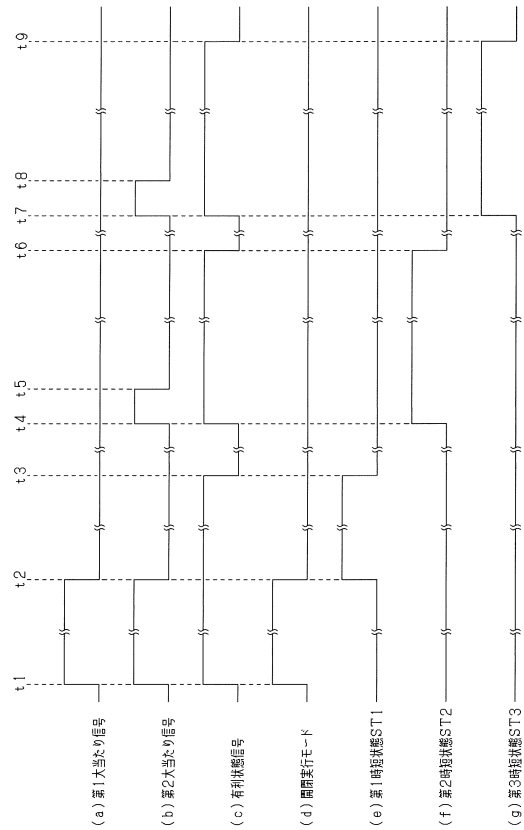 t1 t2 t3 t4 t5 t6 t7 t8 t9
(a)第1大当たり信号
(b)第2大当たり信号
(c)有利状態信号
(d)開閉実行モード
(e)第1時短状態ST1
(f)第2時短状態ST2
(g)第3時短状態ST3